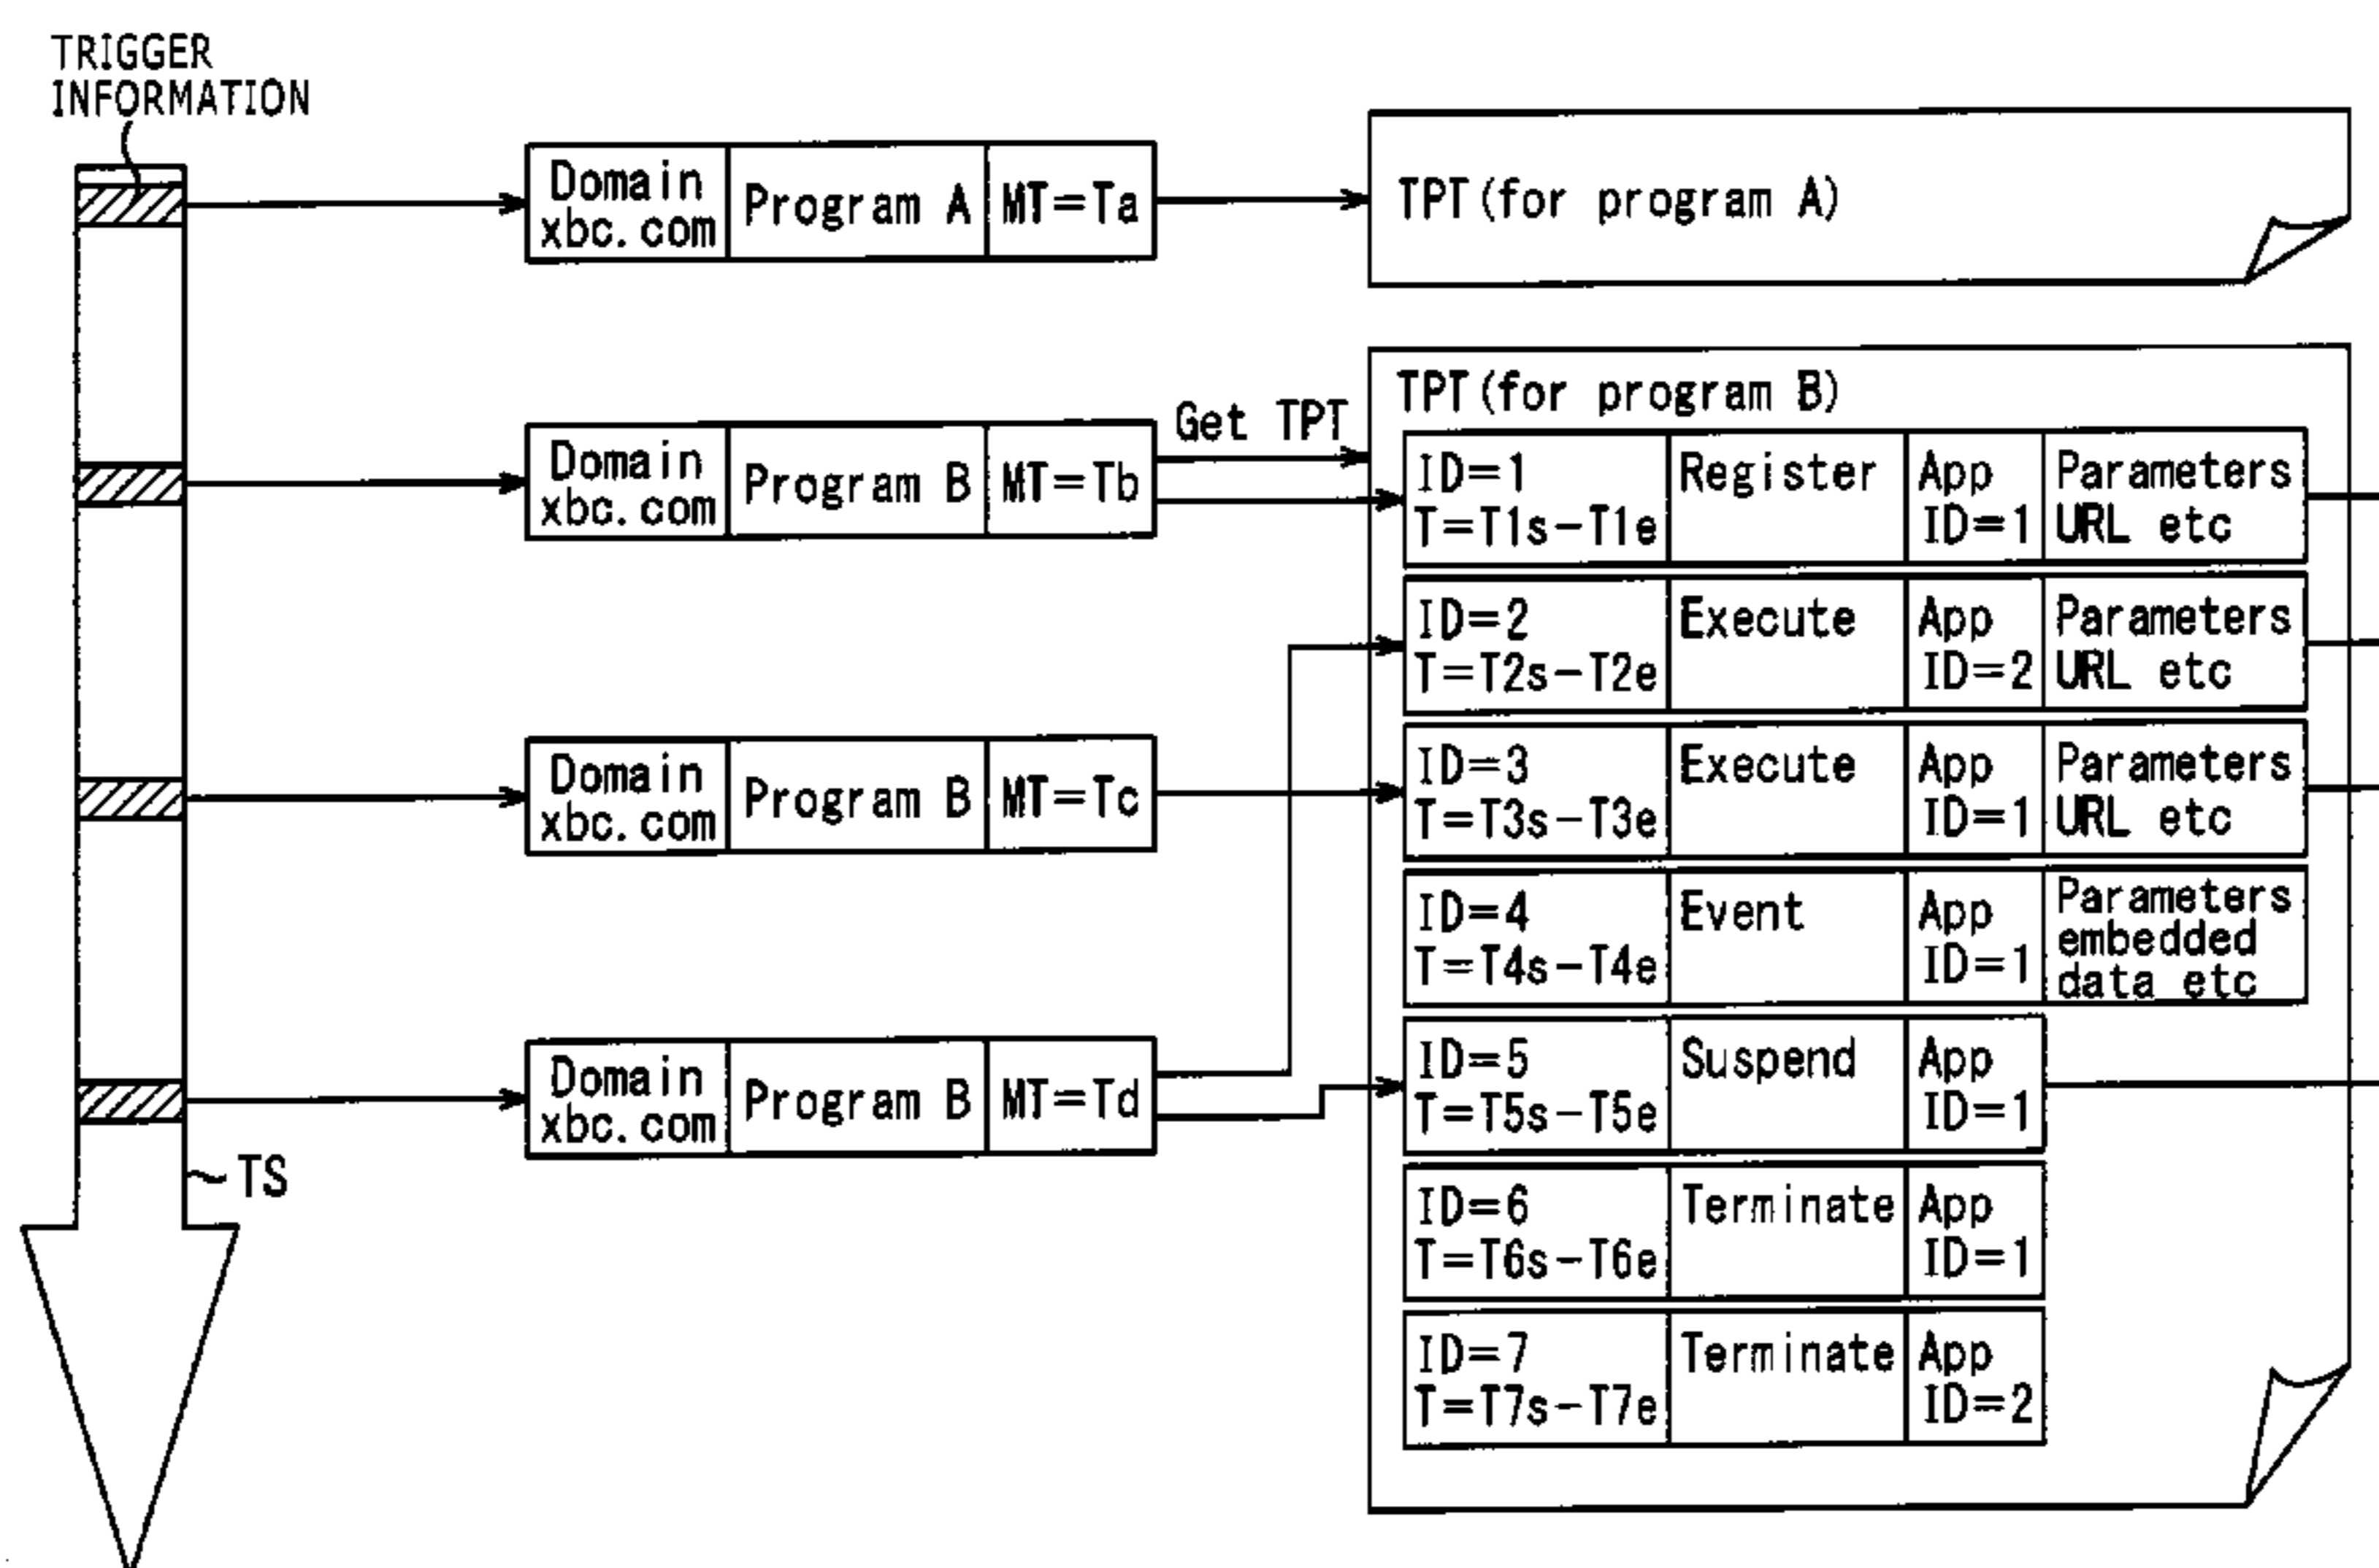 TRIGGER
INFORMATION
Domain
xbc.com
Program A
MT=Ta
TPT(for program A)
Domain
xbc.com
Program B
MT=Tb
Get TPT
TPT(for program B)
ID=1
T=T1s-T1e
Register
App
ID=1
Parameters
URL etc
ID=2
T=T2s-T2e
Execute
App
ID=2
Parameters
URL etc
Domain
xbc.com
Program B
MT=Tc
ID=3
T=T3s-T3e
Execute
App
ID=1
Parameters
URL etc
ID=4
T=T4s-T4e
Event
App
ID=1
Parameters
embedded
data etc
Domain
xbc.com
Program B
MT=Td
ID=5
T=T5s-T5e
Suspend
App
ID=1
TS
ID=6
T=T6s-T6e
Terminate
App
ID=1
ID=7
T=T7s-T7e
Terminate
App
ID=2